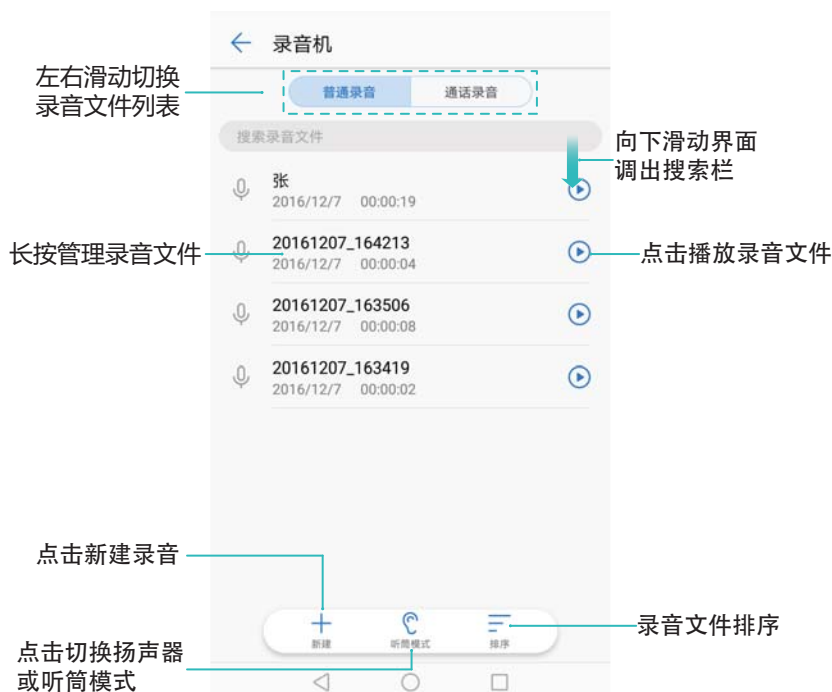 录音机
左右滑动切换
录音文件列表
普通录音 通话录音
搜索录音文件
向下滑动界面
调出搜索栏
张
2016/12/7 00:00:19
长按管理录音文件
20161207_164213
2016/12/7 00:00:04
点击播放录音文件
20161207_163506
2016/12/7 00:00:08
20161207_163419
2016/12/7 00:00:02
点击新建录音
新建 听筒模式 排序
录音文件排序
点击切换扬声器
或听筒模式